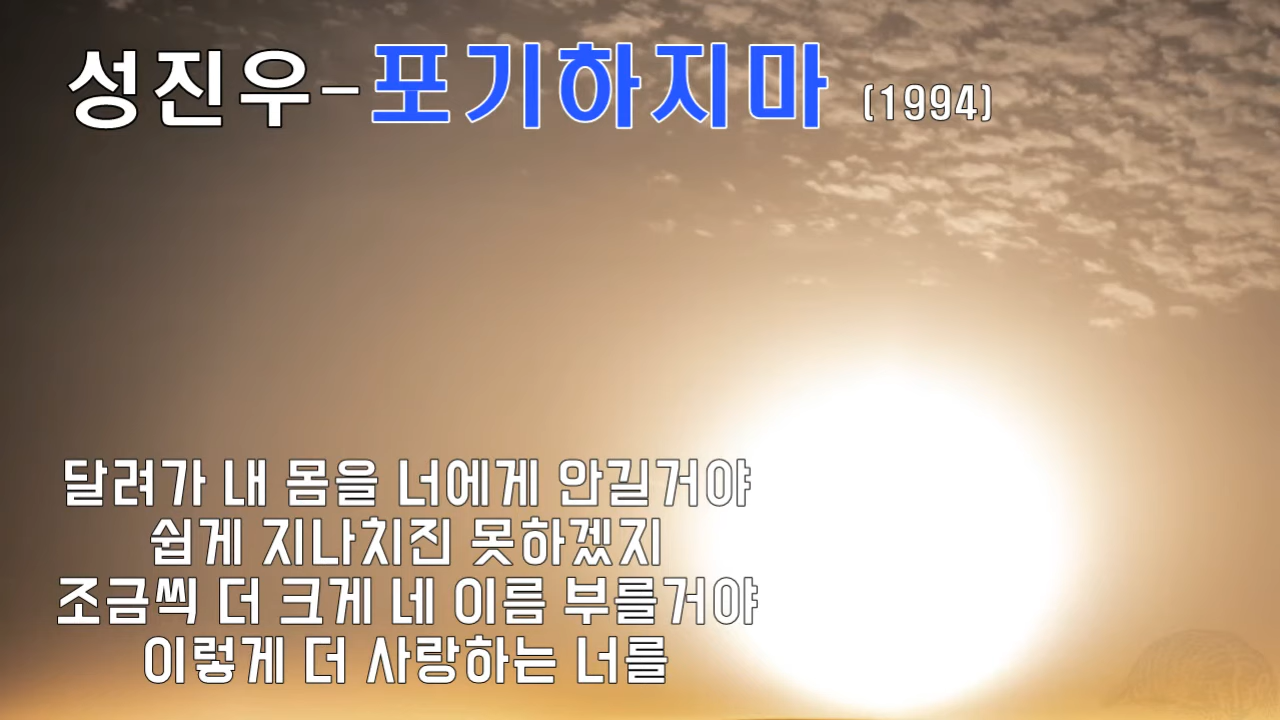 성진우-포기하지마 (1994)
달려가 내 몸을 너에게 안길거야
쉽게 지나치진 못하겠지
조금씩 더 크게 네 이름 부를거야
이렇게 더 사랑하는 너를